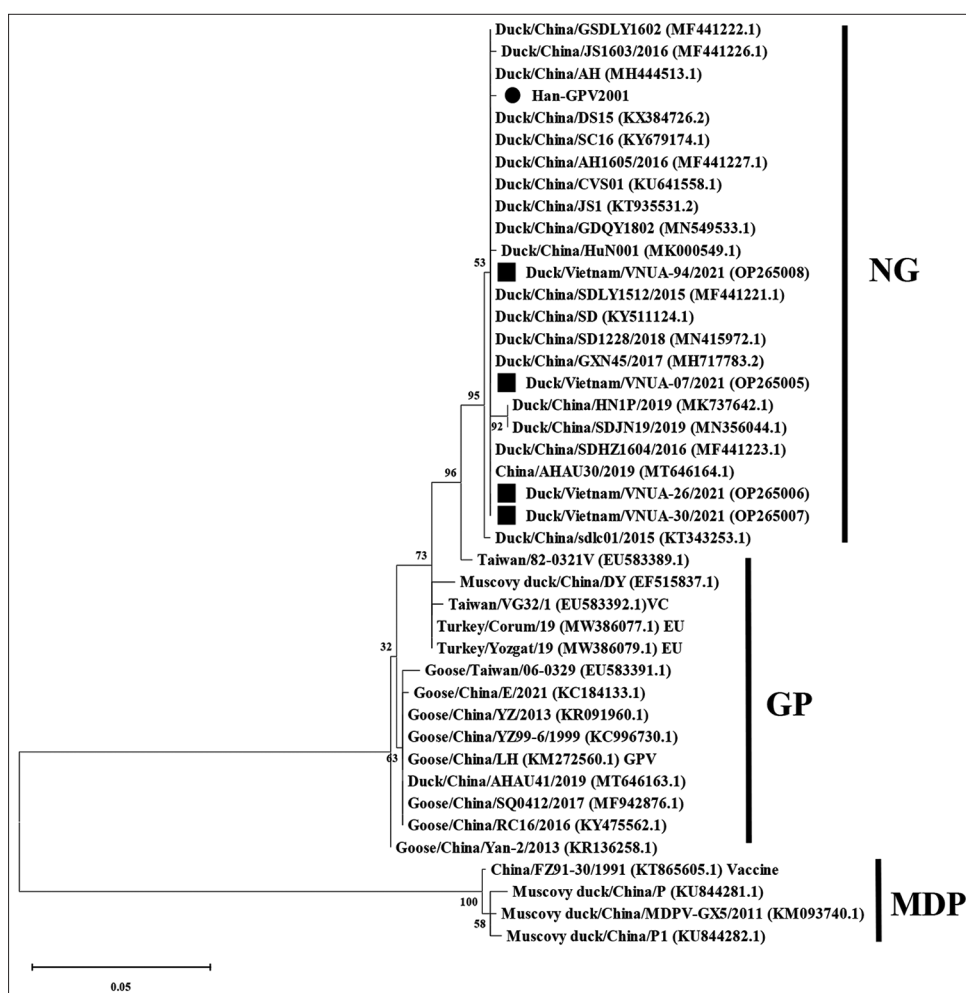 Duck/China/GSDLY1602 (MF441222.1)
Duck/China/JS1603/2016 (MF441226.1)
Duck/China/AH (MH444513.1)
Han-GPV2001
Duck/China/DS15 (KX384726.2)
Duck/China/SC16 (KY679174.1)
Duck/China/AH1605/2016 (MF441227.1)
Duck/China/CVS01 (KU641558.1)
Duck/China/JS1 (KT935531.2)
Duck/China/GDQY1802 (MN549533.1)
Duck/China/HuN001 (MK000549.1)
53
Duck/Vietnam/VNUA-94/2021 (OP265008)
NG
Duck/China/SDLY1512/2015 (MF441221.1)
Duck/China/SD (KY511124.1)
Duck/China/SD1228/2018 (MN415972.1)
Duck/China/GXN45/2017 (MH717783.2)
Duck/Vietnam/VNUA-07/2021 (OP265005)
95
Duck/China/HN1P/2019 (MK737642.1)
92
Duck/China/SDJN19/2019 (MN356044.1)
Duck/China/SDHZ1604/2016 (MF441223.1)
96
China/AHAU30/2019 (MT646164.1)
Duck/Vietnam/VNUA-26/2021 (OP265006)
Duck/Vietnam/VNUA-30/2021 (OP265007)
Duck/China/sdlc01/2015 (KT343253.1)
73
Taiwan/82-0321V (EU583389.1)
Muscovy duck/China/DY (EF515837.1)
Taiwan/VG32/1 (EU583392.1)VC
Turkey/Corum/19 (MW386077.1) EU
32
Turkey/Yozgat/19 (MW386079.1) EU
Goose/Taiwan/06-0329 (EU583391.1)
Goose/China/E/2021 (KC184133.1)
GP
Goose/China/YZ/2013 (KR091960.1)
Goose/China/YZ99-6/1999 (KC996730.1)
63
Goose/China/LH (KM272560.1) GPV
Duck/China/AHAU41/2019 (MT646163.1)
Goose/China/SQ0412/2017 (MF942876.1)
Goose/China/RC16/2016 (KY475562.1)
Goose/China/Yan-2/2013 (KR136258.1)
China/FZ91-30/1991 (KT865605.1) Vaccine
100
Muscovy duck/China/P (KU844281.1)
MDP
Muscovy duck/China/MDPV-GX5/2011 (KM093740.1)
58
Muscovy duck/China/P1 (KU844282.1)
0.05